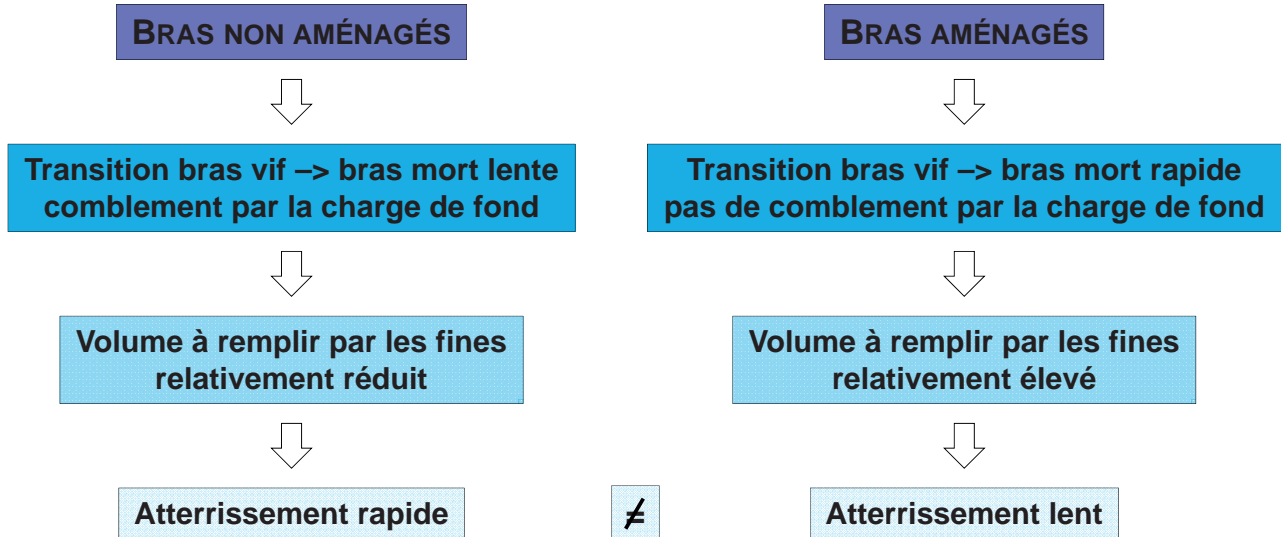 BRAS NON AMÉNAGÉS
Transition bras vif –> bras mort lente
comblement par la charge de fond
Volume à remplir par les fines
relativement réduit
Atterrissement rapide
≠
BRAS AMÉNAGÉS
Transition bras vif –> bras mort rapide
pas de comblement par la charge de fond
Volume à remplir par les fines
relativement élevé
Atterrissement lent